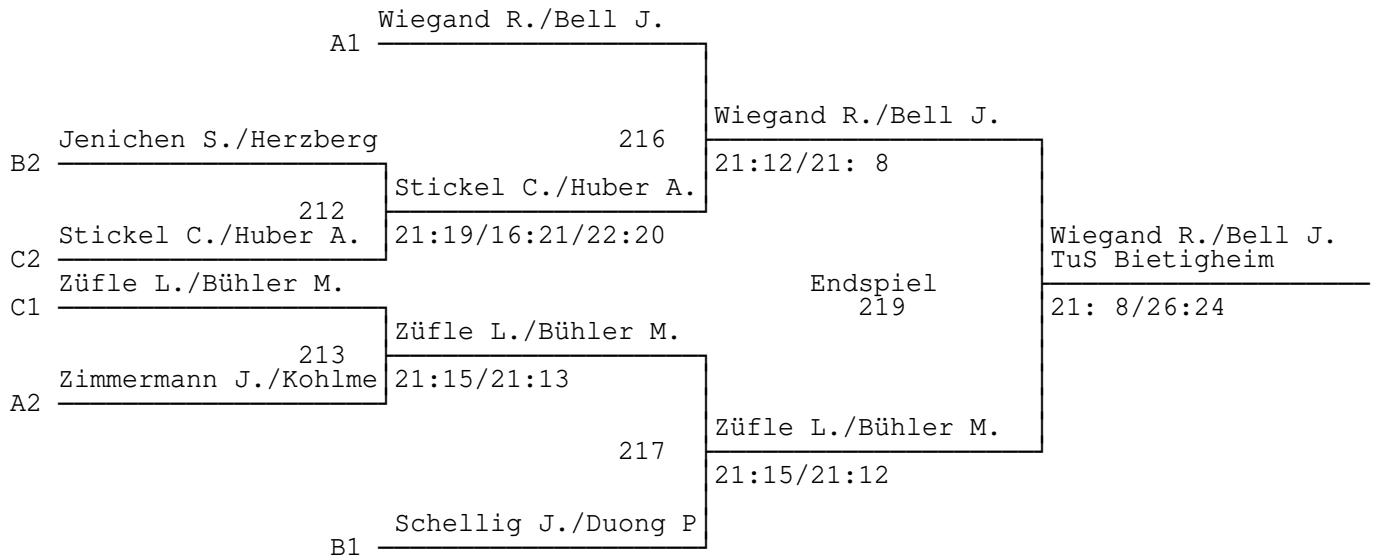 Wiegand R./Bell J.
A1
Wiegand R./Bell J.
Jenichen S./Herzberg
216
B2
21:12/21: 8
Stickel C./Huber A.
212
Stickel C./Huber A.
21:19/16:21/22:20
Wiegand R./Bell J.
C2
TuS Bietigheim
Züfle L./Bühler M.
Endspiel
C1
219
21: 8/26:24
Züfle L./Bühler M.
213
Zimmermann J./Kohlme
21:15/21:13
A2
Züfle L./Bühler M.
217
21:15/21:12
Schellig J./Duong P
B1